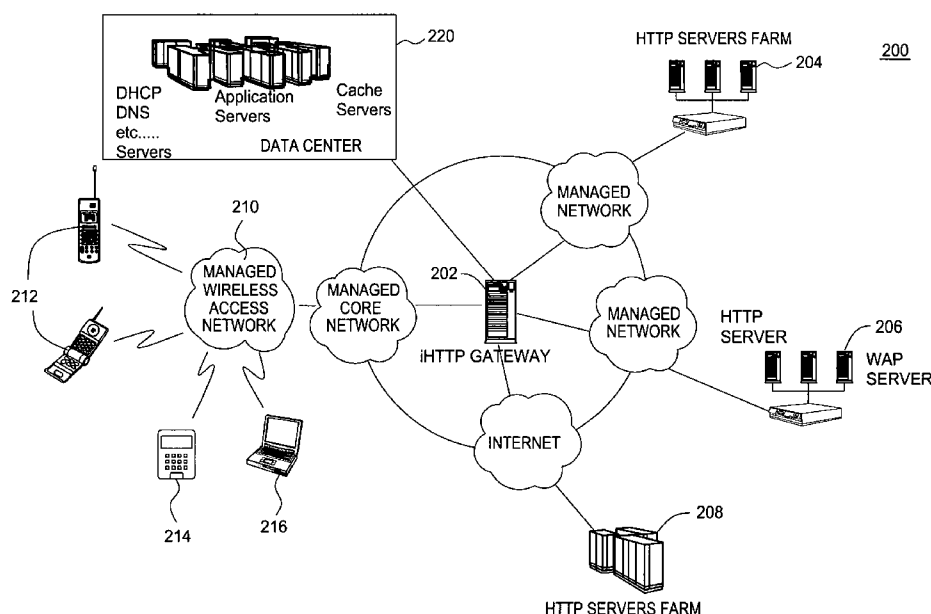 220
HTTP SERVERS FARM
200
204
DHCP
DNS
etc.....
Servers
Application
Servers
Cache
Servers
DATA CENTER
MANAGED
NETWORK
210
212
MANAGED
WIRELESS
ACCESS
NETWORK
MANAGED
CORE
NETWORK
202
iHTTP GATEWAY
MANAGED
NETWORK
HTTP
SERVER
206
WAP
SERVER
INTERNET
214
216
208
HTTP SERVERS FARM